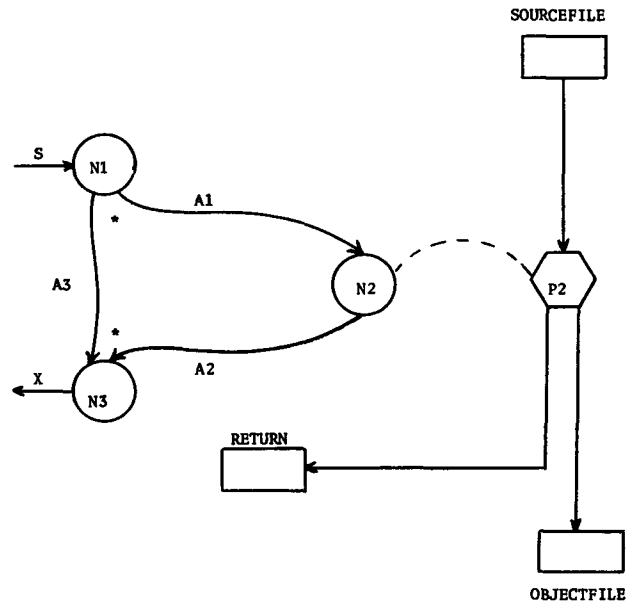 SOURCEFILE
S
N1
*
A1
A3
N2
P2
*
A2
X
N3
RETURN
OBJECTFILE